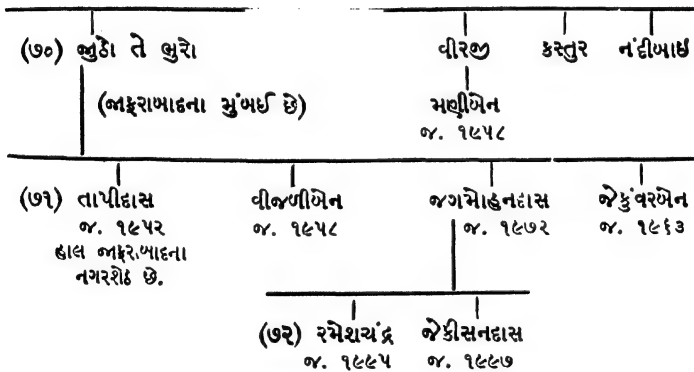 (૭૦) જીુઠો તે ભુરો વીરજી કસ્તુર નંદીબાઈ
(જાફરાબાદના મુંબઈ છે) મણીબેન
જ. ૧૯૫૮
(૭૧) તાપીદાસ વીજળીબેન જગમોહનદાસ જેકુંવરબેન
જ. ૧૯૫૨ જ. ૧૯૫૮ જ. ૧૯૭૨ જ. ૧૯૬૩
હાલ જાફરાબાદના
નગરશેઠ છે.
(૭૨) રમેશચંદ્ર જેકીસનદાસ
જ. ૧૯૯૫ જ. ૧૯૯૭